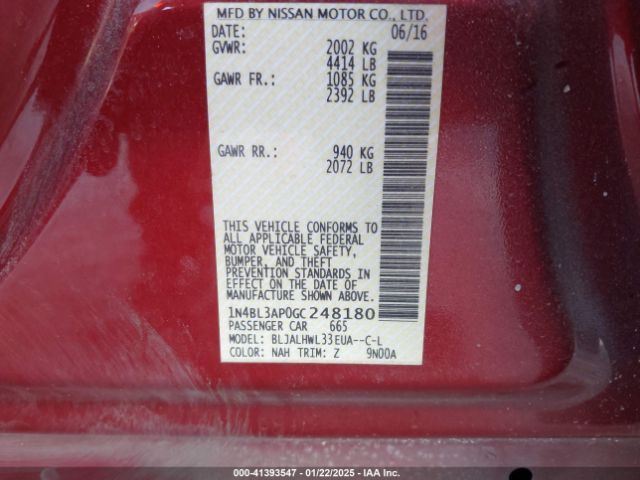 MFD BY NISSAN MOTOR CO., LTD.
DATE: 06/16
GVWR: 2002 KG
4414 LB
GAWR FR.: 1085 KG
2392 LB
GAWR RR.: 940 KG
2072 LB
THIS VEHICLE CONFORMS TO
ALL APPLICABLE FEDERAL
MOTOR VEHICLE SAFETY,
BUMPER, AND THEFT
PREVENTION STANDARDS IN
EFFECT ON THE DATE OF
MANUFACTURE SHOWN ABOVE.
1N4BL3AP0GC248180
PASSENGER CAR 665
MODEL: BLJALHWL33EUA--C-L
COLOR: NAH TRIM: Z 9N00A
000-41393547 - 01/22/2025 - IAA Inc.